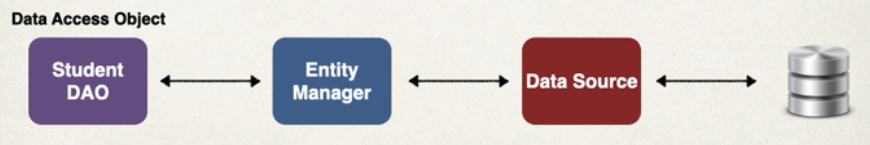 Data Access Object
Student
DAO
Entity
Manager
Data Source